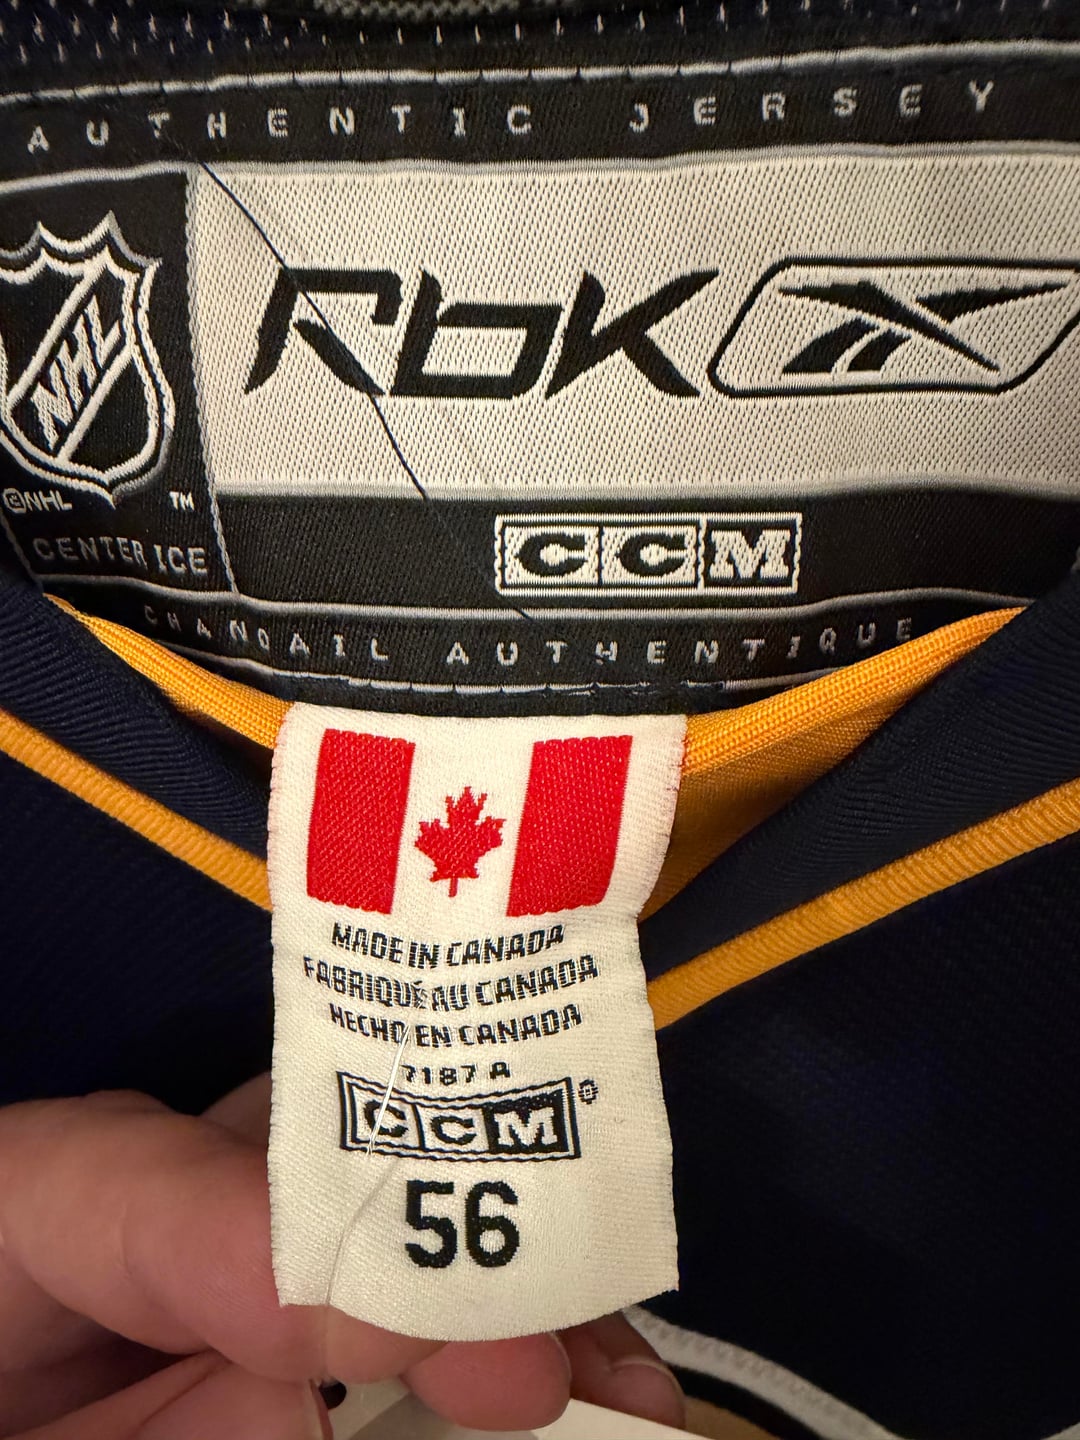 AUTHENTIC JERSEY
NHL
©NHL
TM
CENTER ICE
rbk
CCM
CHANDAIL AUTHENTIQUE
MADE IN CANADA
FABRIQUÉ AU CANADA
HECHO EN CANADA
7187 A
CCM®
56